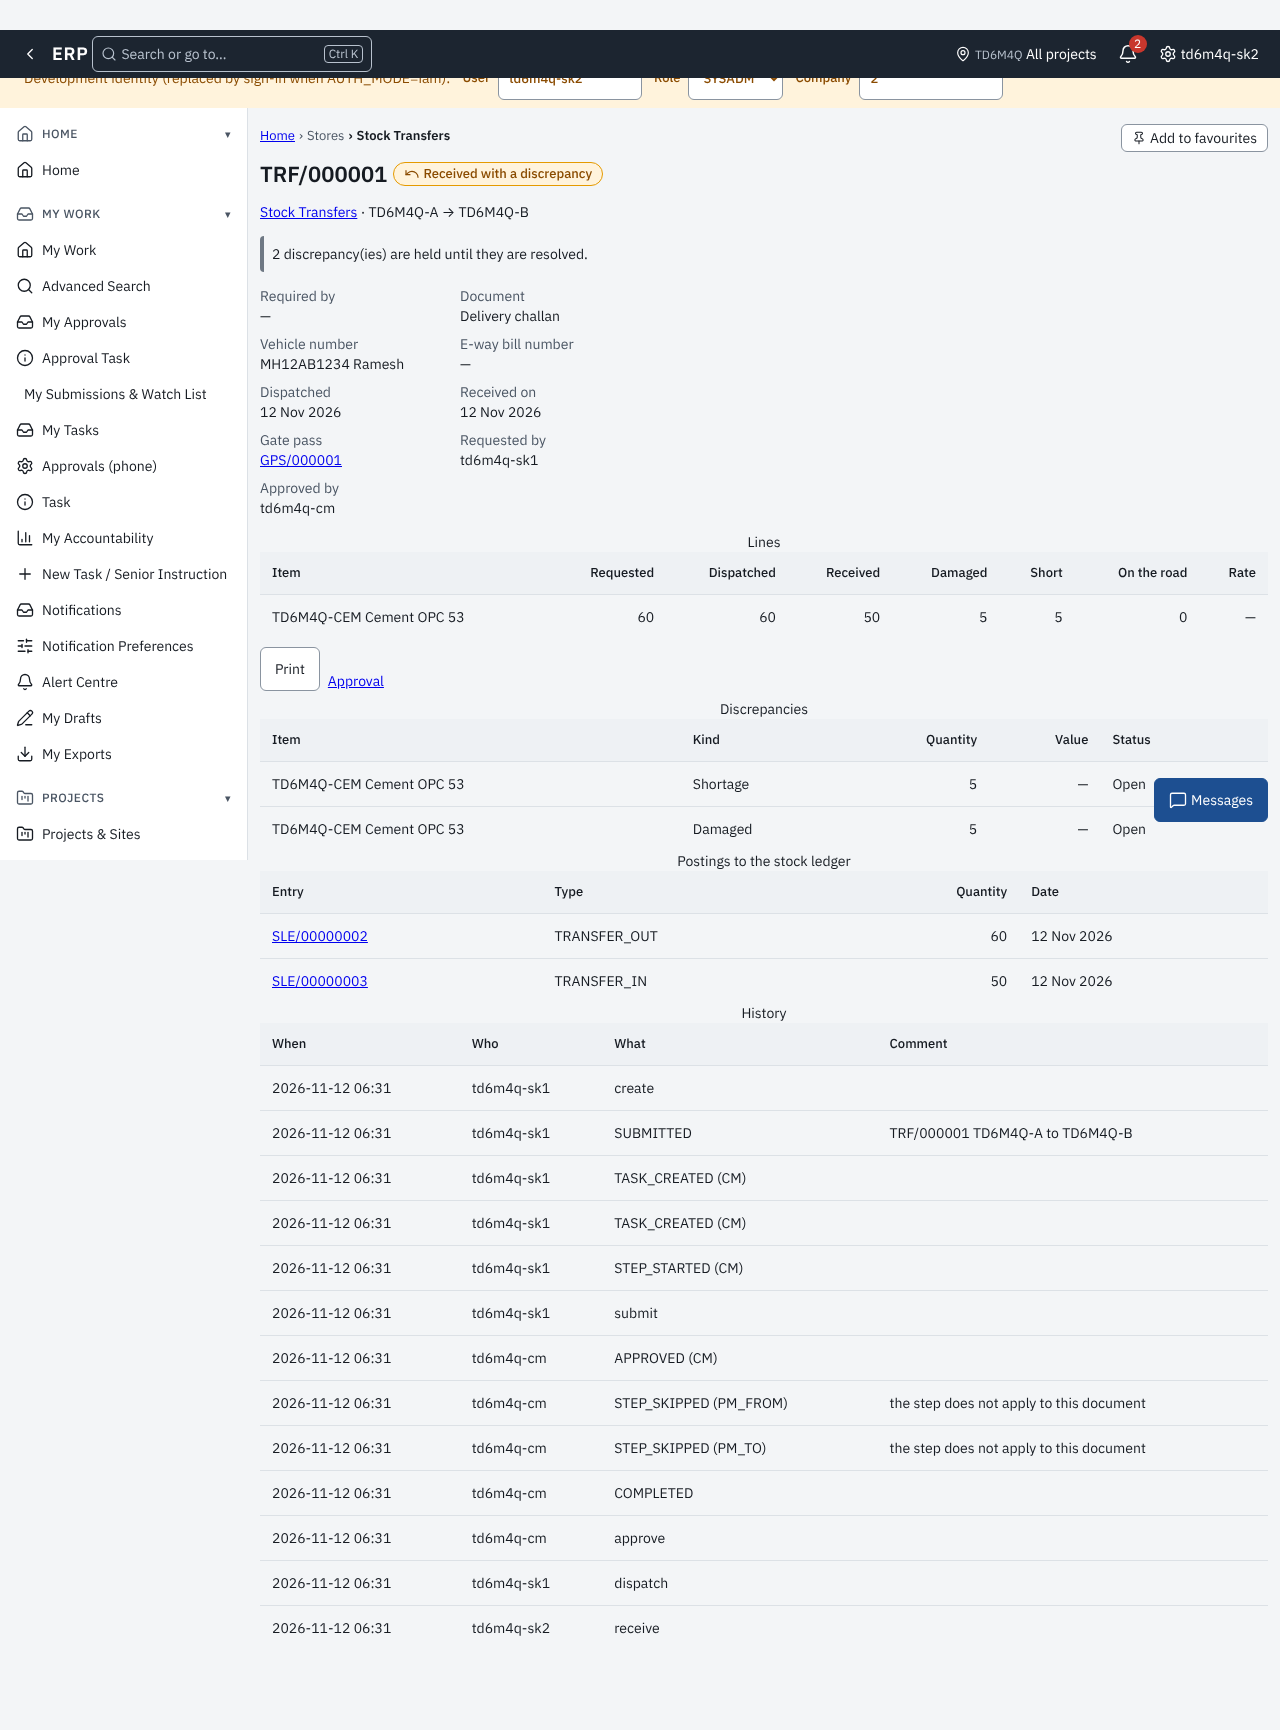 ERP
Search or go to...
Ctrl K
TD6M4Q All projects
2
td6m4q-sk2
Development identity (replaced by sign-in when AUTH_MODE=iam). User td6m4q-sk2 Role SYSADM Company 2
HOME
Home
MY WORK
My Work
Advanced Search
My Approvals
Approval Task
My Submissions & Watch List
My Tasks
Approvals (phone)
Task
My Accountability
New Task / Senior Instruction
Notifications
Notification Preferences
Alert Centre
My Drafts
My Exports
PROJECTS
Projects & Sites
Home › Stores › Stock Transfers
Add to favourites
TRF/000001 Received with a discrepancy
Stock Transfers · TD6M4Q-A → TD6M4Q-B
2 discrepancy(ies) are held until they are resolved.
Required by Document
— Delivery challan
Vehicle number E-way bill number
MH12AB1234 Ramesh —
Dispatched Received on
12 Nov 2026 12 Nov 2026
Gate pass Requested by
GPS/000001 td6m4q-sk1
Approved by
td6m4q-cm
Lines
Item Requested Dispatched Received Damaged Short On the road Rate
TD6M4Q-CEM Cement OPC 53 60 60 50 5 5 0 —
Print Approval
Discrepancies
Item Kind Quantity Value Status
TD6M4Q-CEM Cement OPC 53 Shortage 5 — Open
TD6M4Q-CEM Cement OPC 53 Damaged 5 — Open
Messages
Postings to the stock ledger
Entry Type Quantity Date
SLE/00000002 TRANSFER_OUT 60 12 Nov 2026
SLE/00000003 TRANSFER_IN 50 12 Nov 2026
History
When Who What Comment
2026-11-12 06:31 td6m4q-sk1 create
2026-11-12 06:31 td6m4q-sk1 SUBMITTED TRF/000001 TD6M4Q-A to TD6M4Q-B
2026-11-12 06:31 td6m4q-sk1 TASK_CREATED (CM)
2026-11-12 06:31 td6m4q-sk1 TASK_CREATED (CM)
2026-11-12 06:31 td6m4q-sk1 STEP_STARTED (CM)
2026-11-12 06:31 td6m4q-sk1 submit
2026-11-12 06:31 td6m4q-cm APPROVED (CM)
2026-11-12 06:31 td6m4q-cm STEP_SKIPPED (PM_FROM) the step does not apply to this document
2026-11-12 06:31 td6m4q-cm STEP_SKIPPED (PM_TO) the step does not apply to this document
2026-11-12 06:31 td6m4q-cm COMPLETED
2026-11-12 06:31 td6m4q-cm approve
2026-11-12 06:31 td6m4q-sk1 dispatch
2026-11-12 06:31 td6m4q-sk2 receive